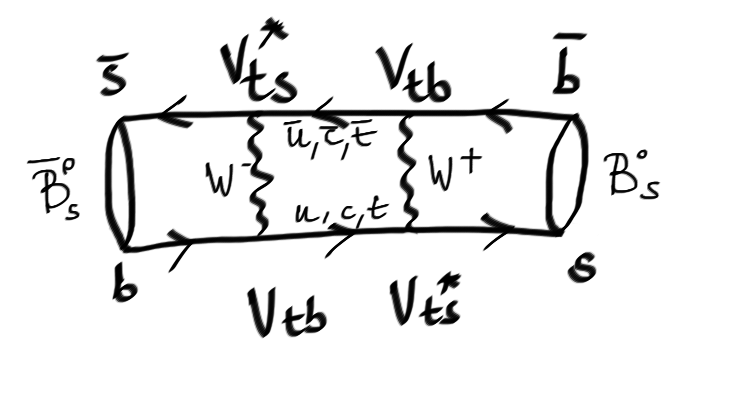 s̄ V*ts Vtb b̄
ū, c̄, t̄
B̄⁰s W⁻ W⁺ B⁰s
u, c, t
b Vtb V*ts s